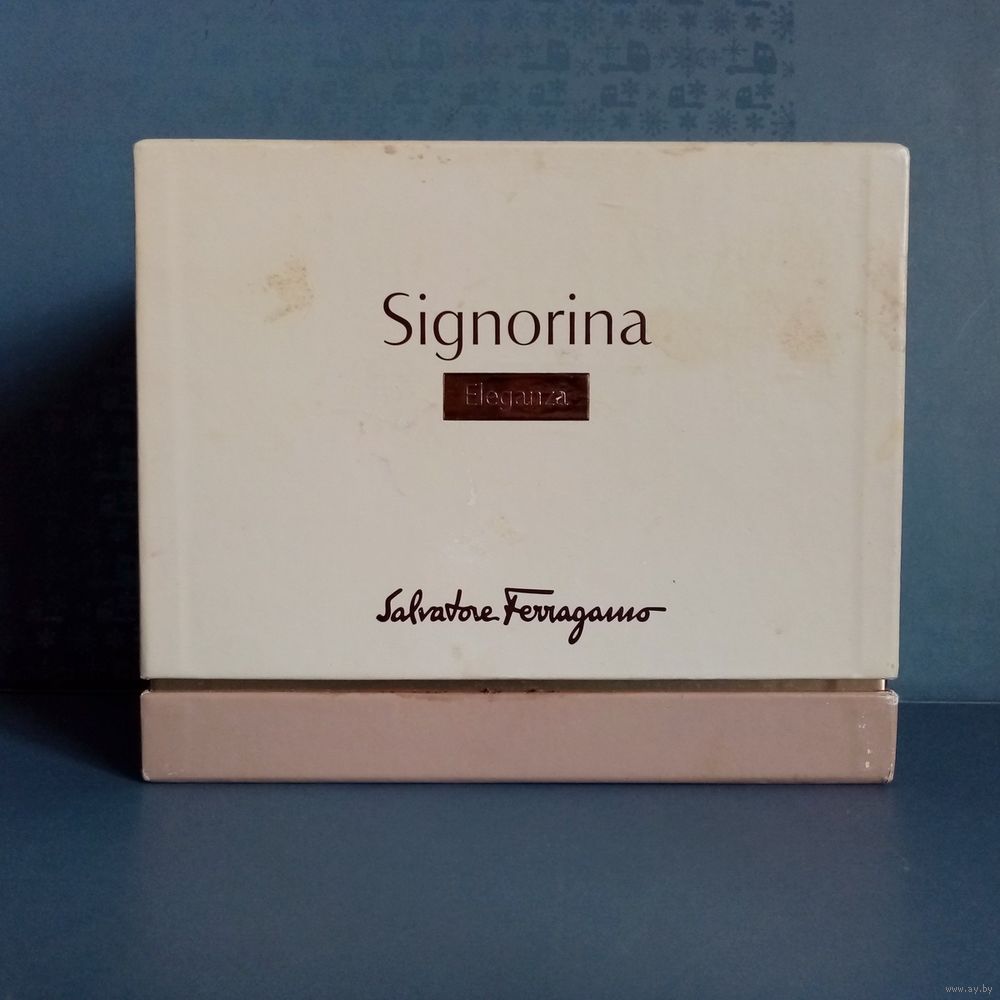 Signorina
Eleganza
Salvatore Ferragamo
www.ay.by